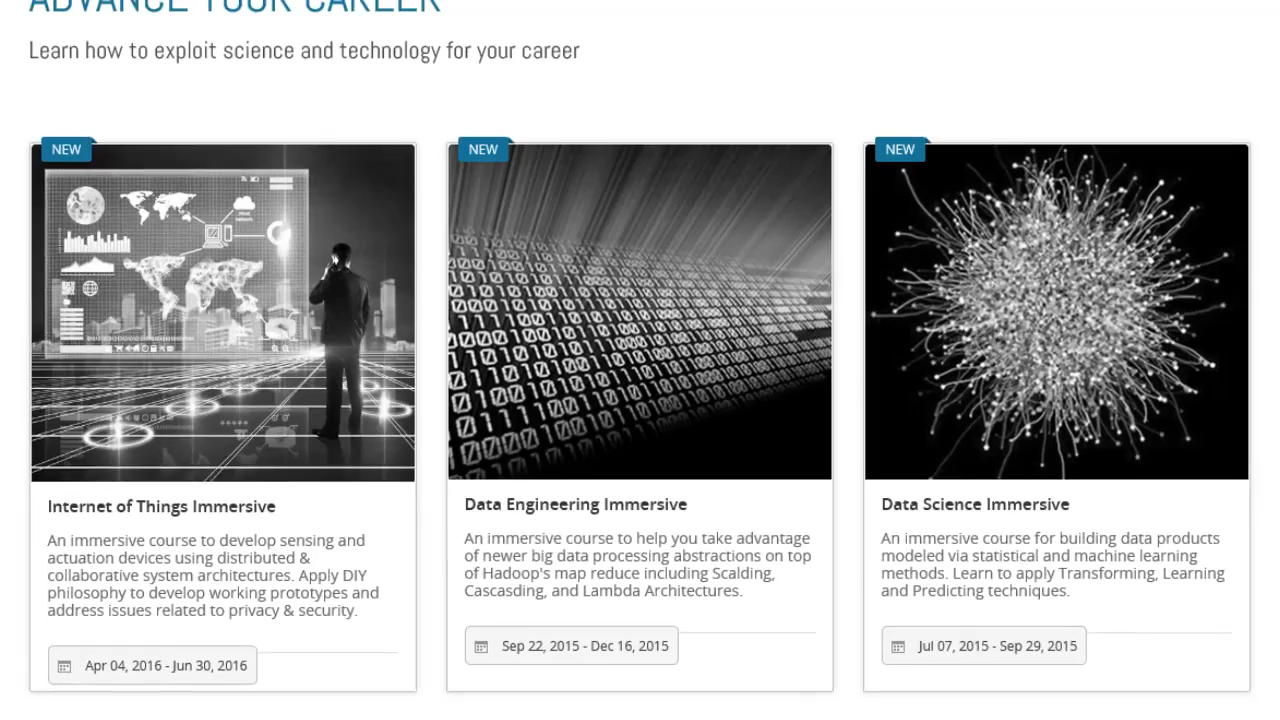 ADVANCE YOUR CAREER
Learn how to exploit science and technology for your career
NEW
Internet of Things Immersive
An immersive course to develop sensing and
actuation devices using distributed &
collaborative system architectures. Apply DIY
philosophy to develop working prototypes and
address issues related to privacy & security.
Apr 04, 2016 - Jun 30, 2016
NEW
Data Engineering Immersive
An immersive course to help you take advantage
of newer big data processing abstractions on top
of Hadoop's map reduce including Scalding,
Cascasding, and Lambda Architectures.
Sep 22, 2015 - Dec 16, 2015
NEW
Data Science Immersive
An immersive course for building data products
modeled via statistical and machine learning
methods. Learn to apply Transforming, Learning
and Predicting techniques.
Jul 07, 2015 - Sep 29, 2015